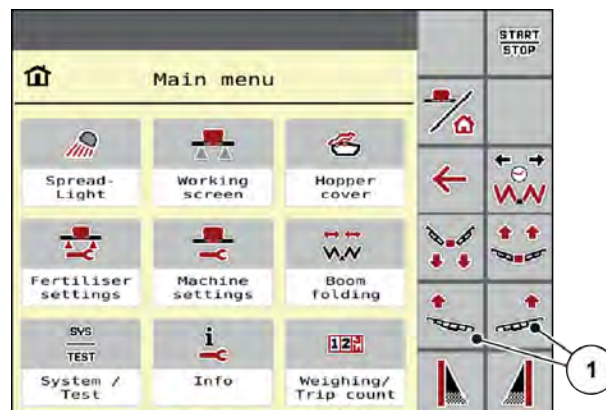 START
STOP
Main menu
Spread-
Light
Working
screen
Hopper
cover
Fertiliser
settings
Machine
settings
Boom
folding
SYS
TEST
System /
Test
i
Info
123
Weighing/
Trip count
1